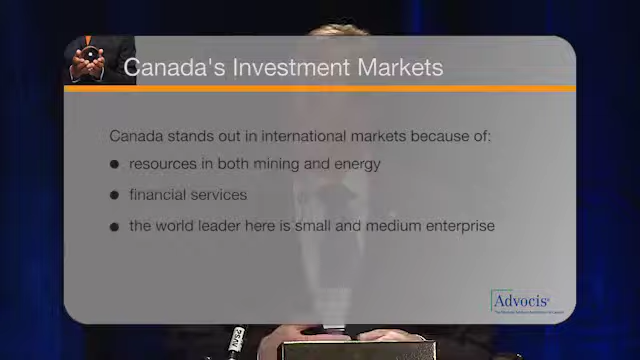 Canada's Investment Markets
Canada stands out in international markets because of:
resources in both mining and energy
financial services
the world leader here is small and medium enterprise
Advocis